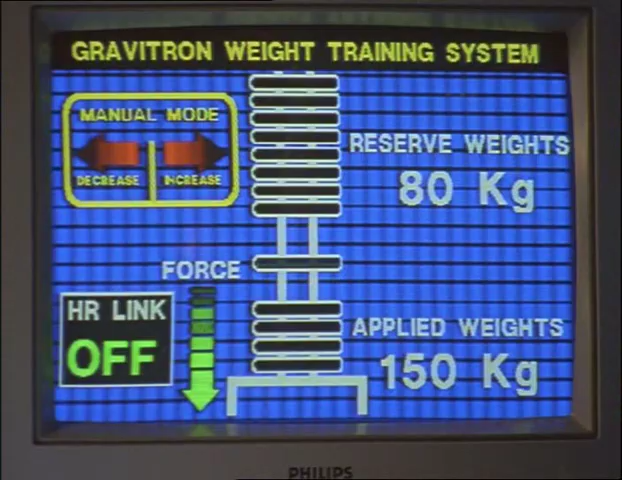 GRAVITRON WEIGHT TRAINING SYSTEM
MANUAL MODE
DECREASE INCREASE
RESERVE WEIGHTS
80 Kg
FORCE
HR LINK
OFF
APPLIED WEIGHTS
150 Kg
PHILIPS